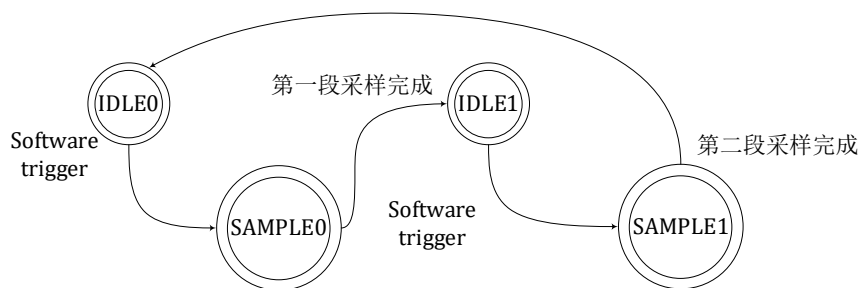 IDLE0
第一段采样完成
IDLE1
Software
trigger
第二段采样完成
SAMPLE0
Software
trigger
SAMPLE1